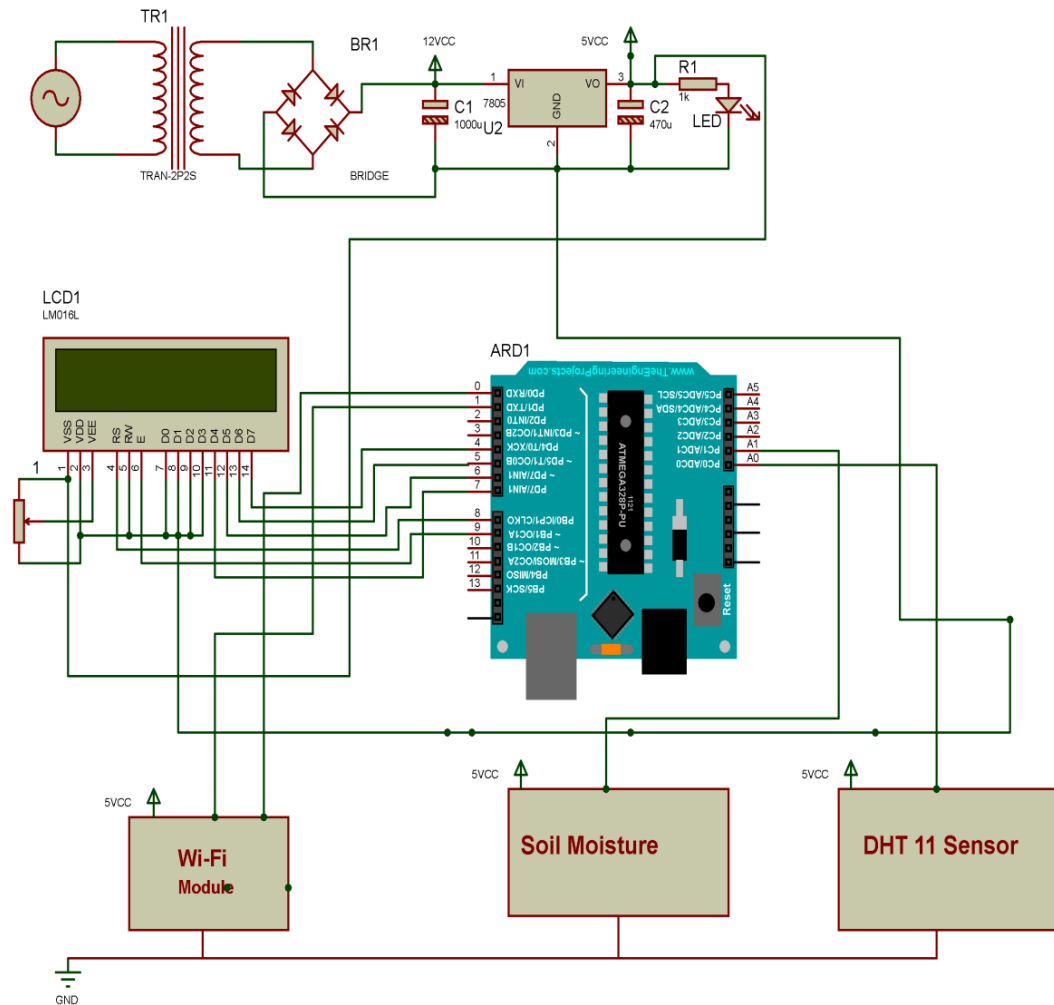 TR1
TRAN-2P2S
BR1
BRIDGE
12VCC
C1
1000u
U2
7805
1
VI
VO
3
GND
2
5VCC
C2
470u
R1
1k
LED
LCD1
LM016L
VSS
VDD
VEE
RS
RW
E
D0
D1
D2
D3
D4
D5
D6
D7
1
1
2
3
4
5
6
7
8
9
10
11
12
13
14
ARD1
www.TheEngineeringProjects.com
0
1
2
3
4
5
6
7
8
9
10
11
12
13
PD0/RXD
PD1/TXD
PD2/INT0
~ PD3/INT1/OC2B
PD4/T0/XCK
~ PD5/T1/OC0B
~ PD7/AIN1
PD7/AIN1
PB0/ICP1/CLKO
~ PB1/OC1A
~ PB2/OC1B
~ PB3/MOSI/OC2A
PB4/MISO
PB5/SCK
ATMEGA328P-PU
1121
PC5/ADC5/SCL
PC4/ADC4/SDA
PC3/ADC3
PC2/ADC2
PC1/ADC1
PC0/ADC0
A5
A4
A3
A2
A1
A0
Reset
5VCC
Wi-Fi
Module
5VCC
Soil Moisture
5VCC
DHT 11 Sensor
GND